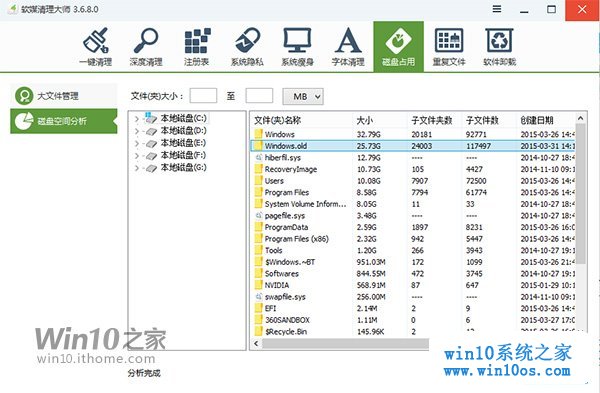 软媒清理大师 3.6.8.0
一键清理 深度清理 注册表 系统隐私 系统瘦身 字体清理 磁盘占用 重复文件 软件卸载
大文件管理
磁盘空间分析
文件(夹)大小： 至 MB
本地磁盘(C:)
本地磁盘(D:)
本地磁盘(E:)
本地磁盘(F:)
本地磁盘(G:)
文件(夹)名称 大小 子文件夹数 子文件数 创建日期
Windows 32.79G 20181 92771 2015-03-26 14:4
Windows.old 25.73G 24003 117497 2015-03-31 14:1
hiberfil.sys 12.79G ---- ---- 2014-10-27 18:4
RecoveryImage 10.73G 105 4427 2014-11-10 09:1
Users 10.08G 7907 72500 2015-03-26 14:4
Program Files 8.58G 7794 61774 2015-03-26 14:4
System Volume Inform... 8.05G 11 33 2014-10-27 18:4
pagefile.sys 3.48G ---- ---- 2014-10-27 18:4
ProgramData 2.59G 1897 8231 2015-03-26 14:4
Program Files (x86) 2.32G 942 5447 2015-03-26 14:4
Tools 1.20G 266 3943 2014-10-27 19:1
$Windows.~BT 951.03M 172 1099 2015-03-26 21:4
Softwares 844.55M 472 3745 2014-10-27 19:1
NVIDIA 568.91M 87 647 2015-01-29 10:2
swapfile.sys 256.00M ---- ---- 2014-11-10 09:1
EFI 2.14M 2 9 2015-03-26 14:4
360SANDBOX 1.11M 0 6 2015-03-27 17:0
$Recycle.Bin 145.96K 2 12
Win10之家
win10.ithome.com
win10系统之家
www.win10os.com
分析完成